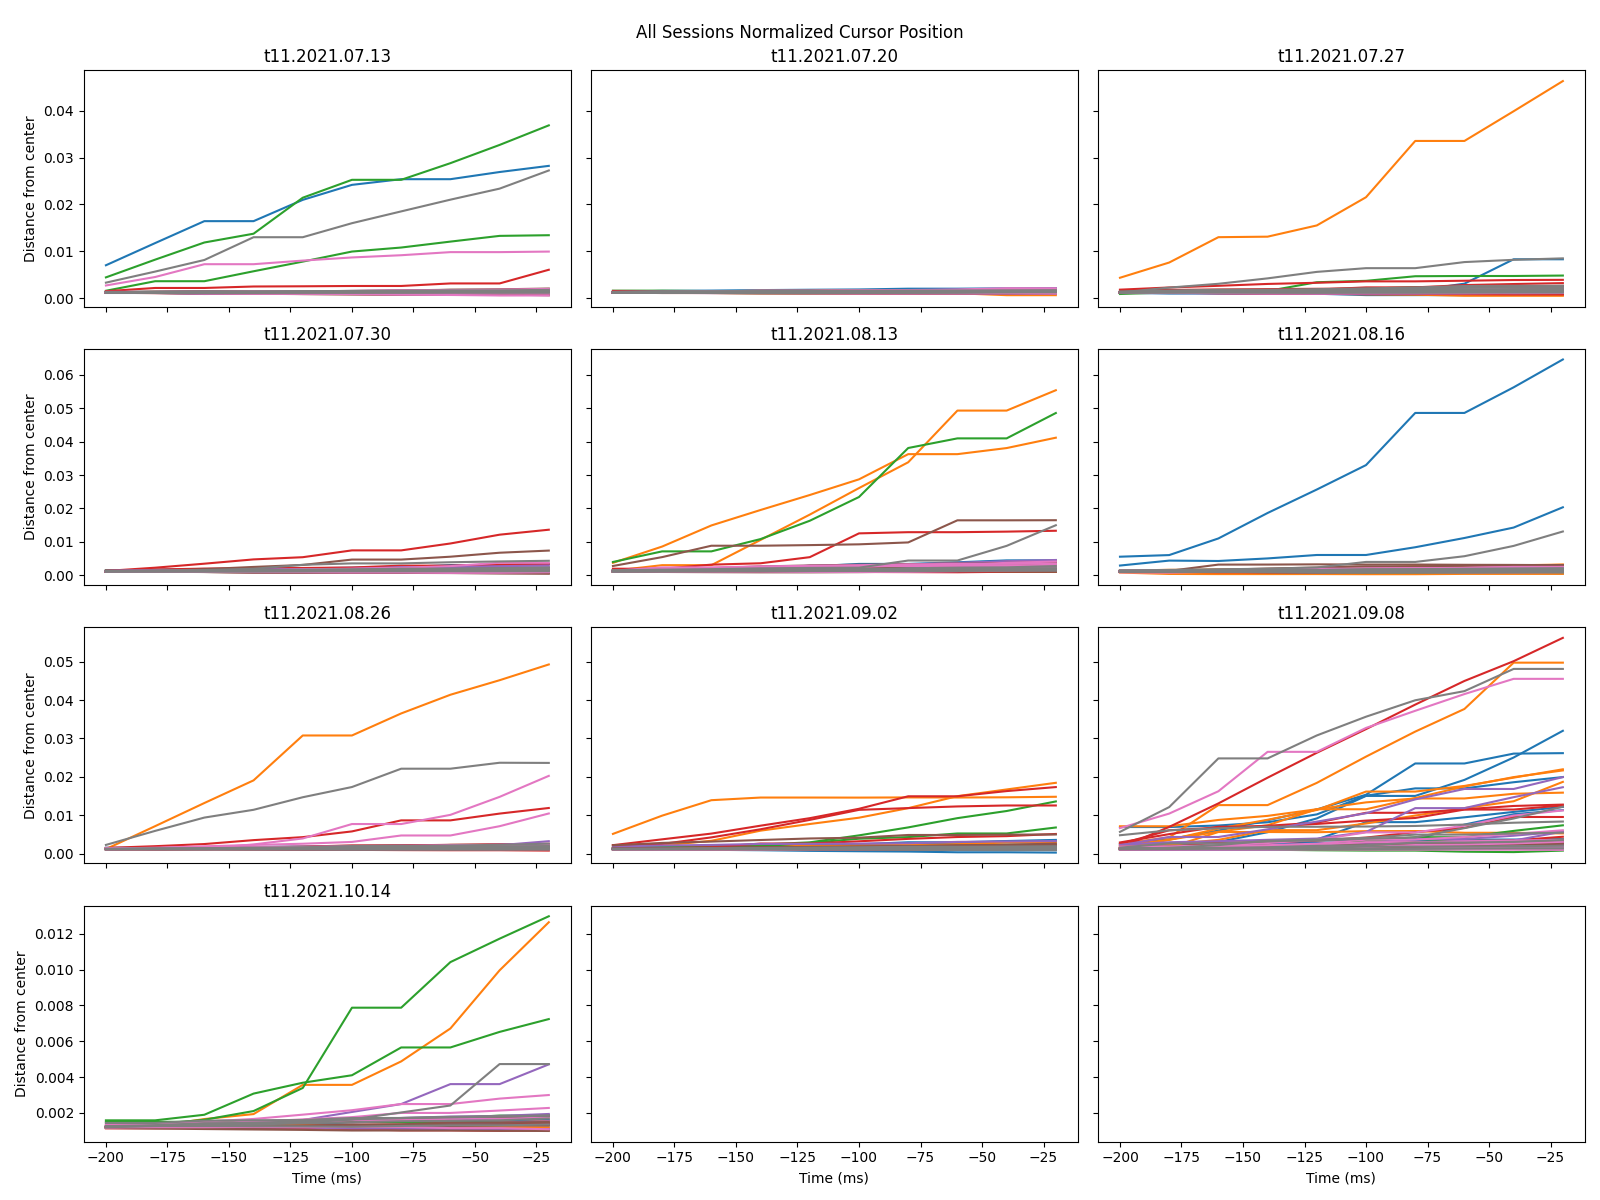 All Sessions Normalized Cursor Position
t11.2021.07.13 t11.2021.07.20 t11.2021.07.27
0.04
0.03
0.02
0.01
0.00
Distance from center
t11.2021.07.30 t11.2021.08.13 t11.2021.08.16
0.06
0.05
0.04
0.03
0.02
0.01
0.00
Distance from center
t11.2021.08.26 t11.2021.09.02 t11.2021.09.08
0.05
0.04
0.03
0.02
0.01
0.00
Distance from center
t11.2021.10.14
0.012
0.010
0.008
0.006
0.004
0.002
Distance from center
−200 −175 −150 −125 −100 −75 −50 −25 −200 −175 −150 −125 −100 −75 −50 −25 −200 −175 −150 −125 −100 −75 −50 −25
Time (ms) Time (ms) Time (ms)